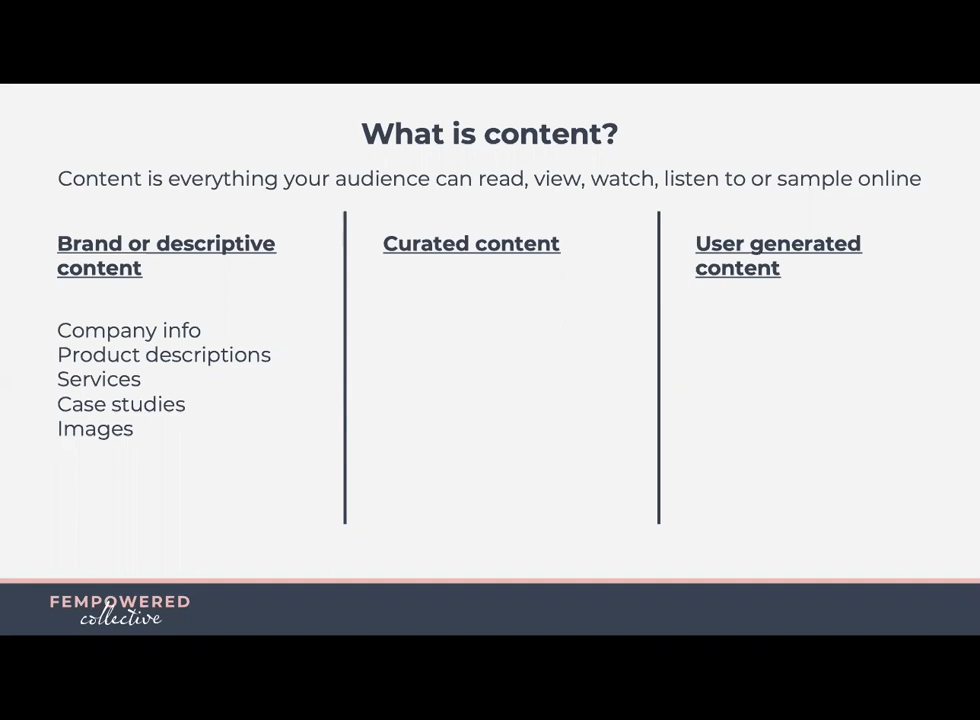 What is content?
Content is everything your audience can read, view, watch, listen to or sample online
Brand or descriptive
content
Company info
Product descriptions
Services
Case studies
Images
Curated content
User generated
content
FEMPOWERED
collective